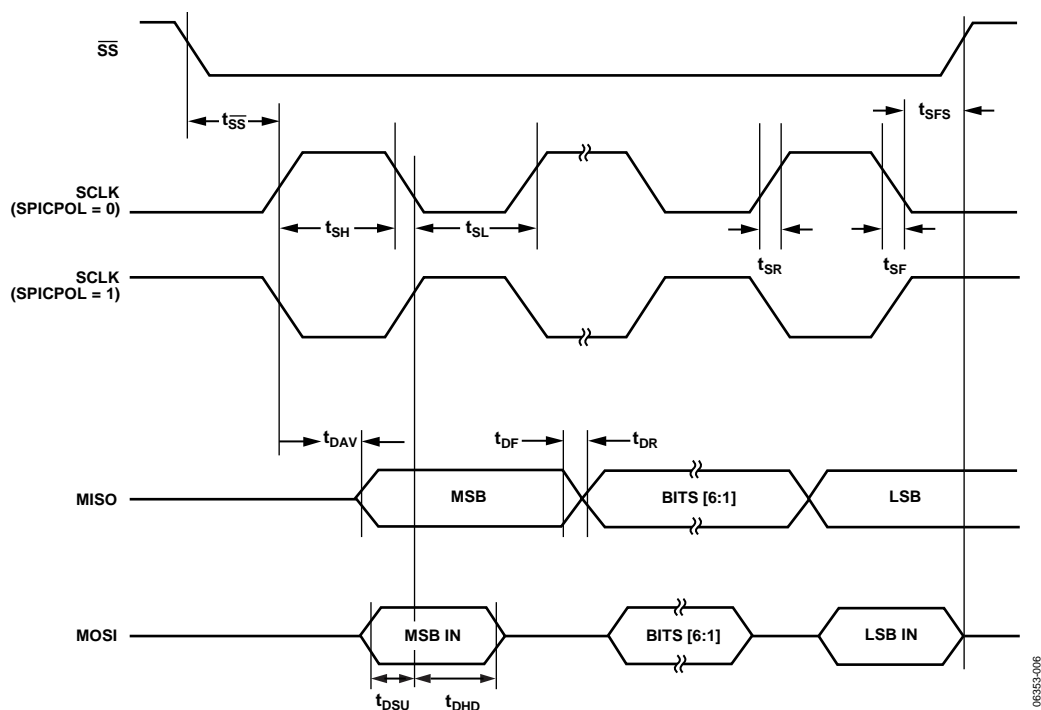 SS
tSS
tSFS
SCLK
(SPICPOL = 0)
tSH
tSL
tSR
tSF
SCLK
(SPICPOL = 1)
tDAV
tDF
tDR
MISO
MSB
BITS [6:1]
LSB
MOSI
MSB IN
BITS [6:1]
LSB IN
tDSU
tDHD
06353-006